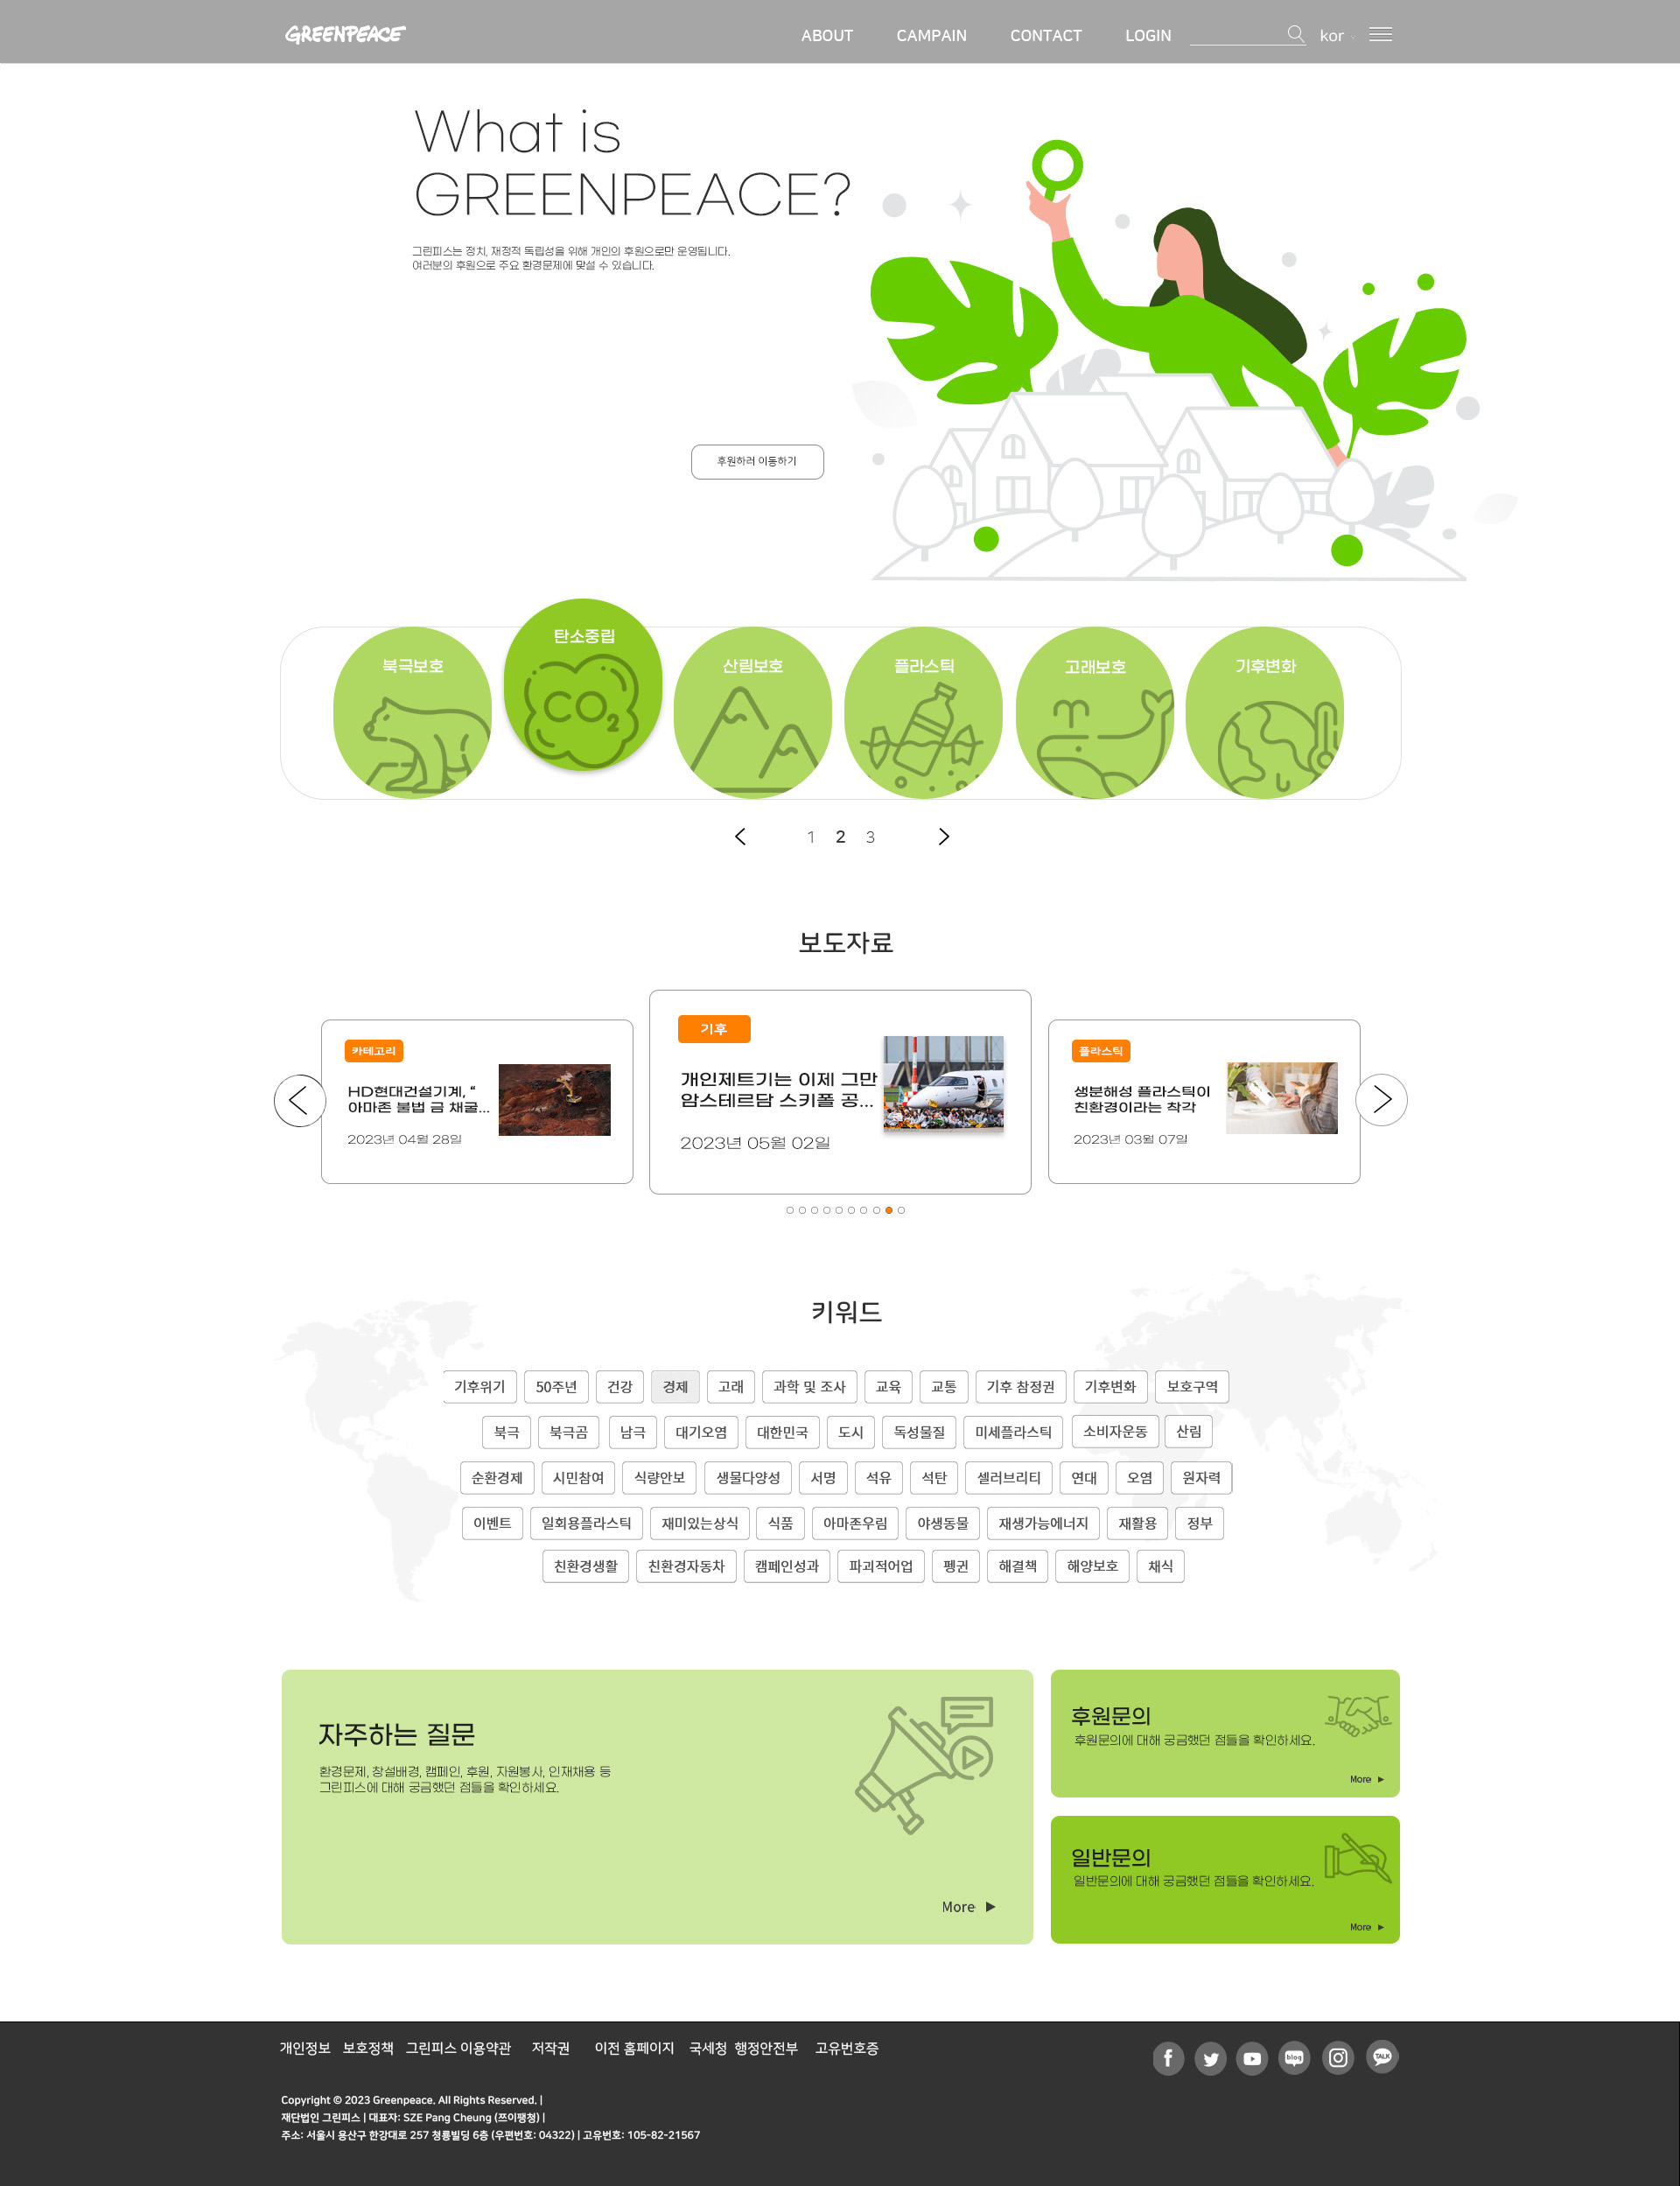 GREENPEACE
ABOUT CAMPAIN CONTACT LOGIN kor
What is
GREENPEACE?
그린피스는 정치, 재정적 독립성을 위해 개인의 후원으로만 운영됩니다.
여러분의 후원으로 주요 환경문제에 맞설 수 있습니다.
후원하러 이동하기
북극보호 탄소중립 산림보호 플라스틱 고래보호 기후변화
CO2
1 2 3
보도자료
카테고리
HD현대건설기계, “
아마존 불법 금 채굴...
2023년 04월 28일
기후
개인제트기는 이제 그만
암스테르담 스키폴 공...
2023년 05월 02일
플라스틱
생분해성 플라스틱이
친환경이라는 착각
2023년 03월 07일
키워드
기후위기 50주년 건강 경제 고래 과학 및 조사 교육 교통 기후 참정권 기후변화 보호구역
북극 북극곰 남극 대기오염 대한민국 도시 독성물질 미세플라스틱 소비자운동 산림
순환경제 시민참여 식량안보 생물다양성 서명 석유 석탄 셀러브리티 연대 오염 원자력
이벤트 일회용플라스틱 재미있는상식 식품 아마존우림 야생동물 재생가능에너지 재활용 정부
친환경생활 친환경자동차 캠페인성과 파괴적어업 펭귄 해결책 해양보호 채식
자주하는 질문
환경문제, 창설배경, 캠페인, 후원, 자원봉사, 인재채용 등
그린피스에 대해 궁금했던 점들을 확인하세요.
More ▶
후원문의
후원문의에 대해 궁금했던 점들을 확인하세요.
More ▶
일반문의
일반문의에 대해 궁금했던 점들을 확인하세요.
More ▶
개인정보 보호정책 그린피스 이용약관 저작권 이전 홈페이지 국세청 행정안전부 고유번호증
f blog TALK
Copyright © 2023 Greenpeace. All Rights Reserved. |
재단법인 그린피스 | 대표자: SZE Pang Cheung (쯔이팽청) |
주소: 서울시 용산구 한강대로 257 청룡빌딩 6층 (우편번호: 04322) | 고유번호: 105-82-21567